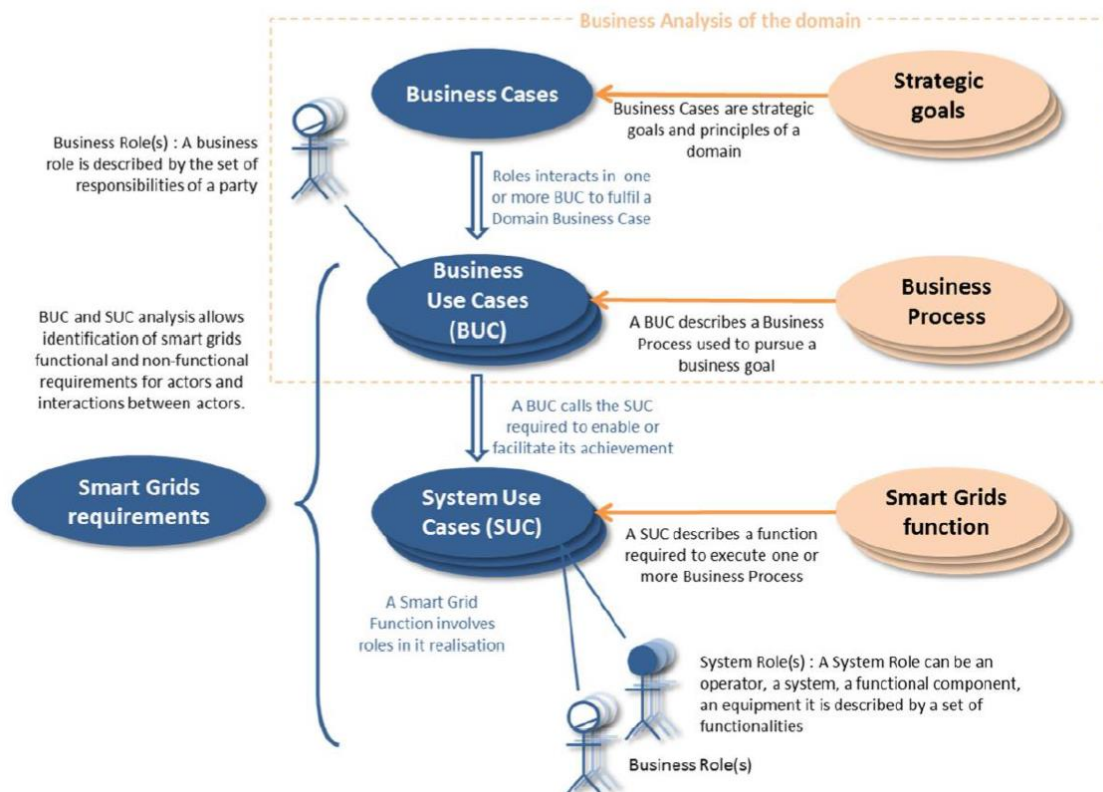 Business Analysis of the domain
Business Cases
Strategic
goals
Business Cases are strategic
goals and principles of a
domain
Business Role(s) : A business
role is described by the set of
responsibilities of a party
Roles interacts in one
or more BUC to fulfil a
Domain Business Case
Business
Use Cases
(BUC)
Business
Process
A BUC describes a Business
Process used to pursue a
business goal
BUC and SUC analysis allows
identification of smart grids
functional and non-functional
requirements for actors and
interactions between actors.
A BUC calls the SUC
required to enable or
facilitate its achievement
Smart Grids
requirements
System Use
Cases (SUC)
Smart Grids
function
A SUC describes a function
required to execute one or
more Business Process
A Smart Grid
Function involves
roles in it realisation
System Role(s) : A System Role can be an
operator, a system, a functional component,
an equipment it is described by a set of
functionalities
Business Role(s)